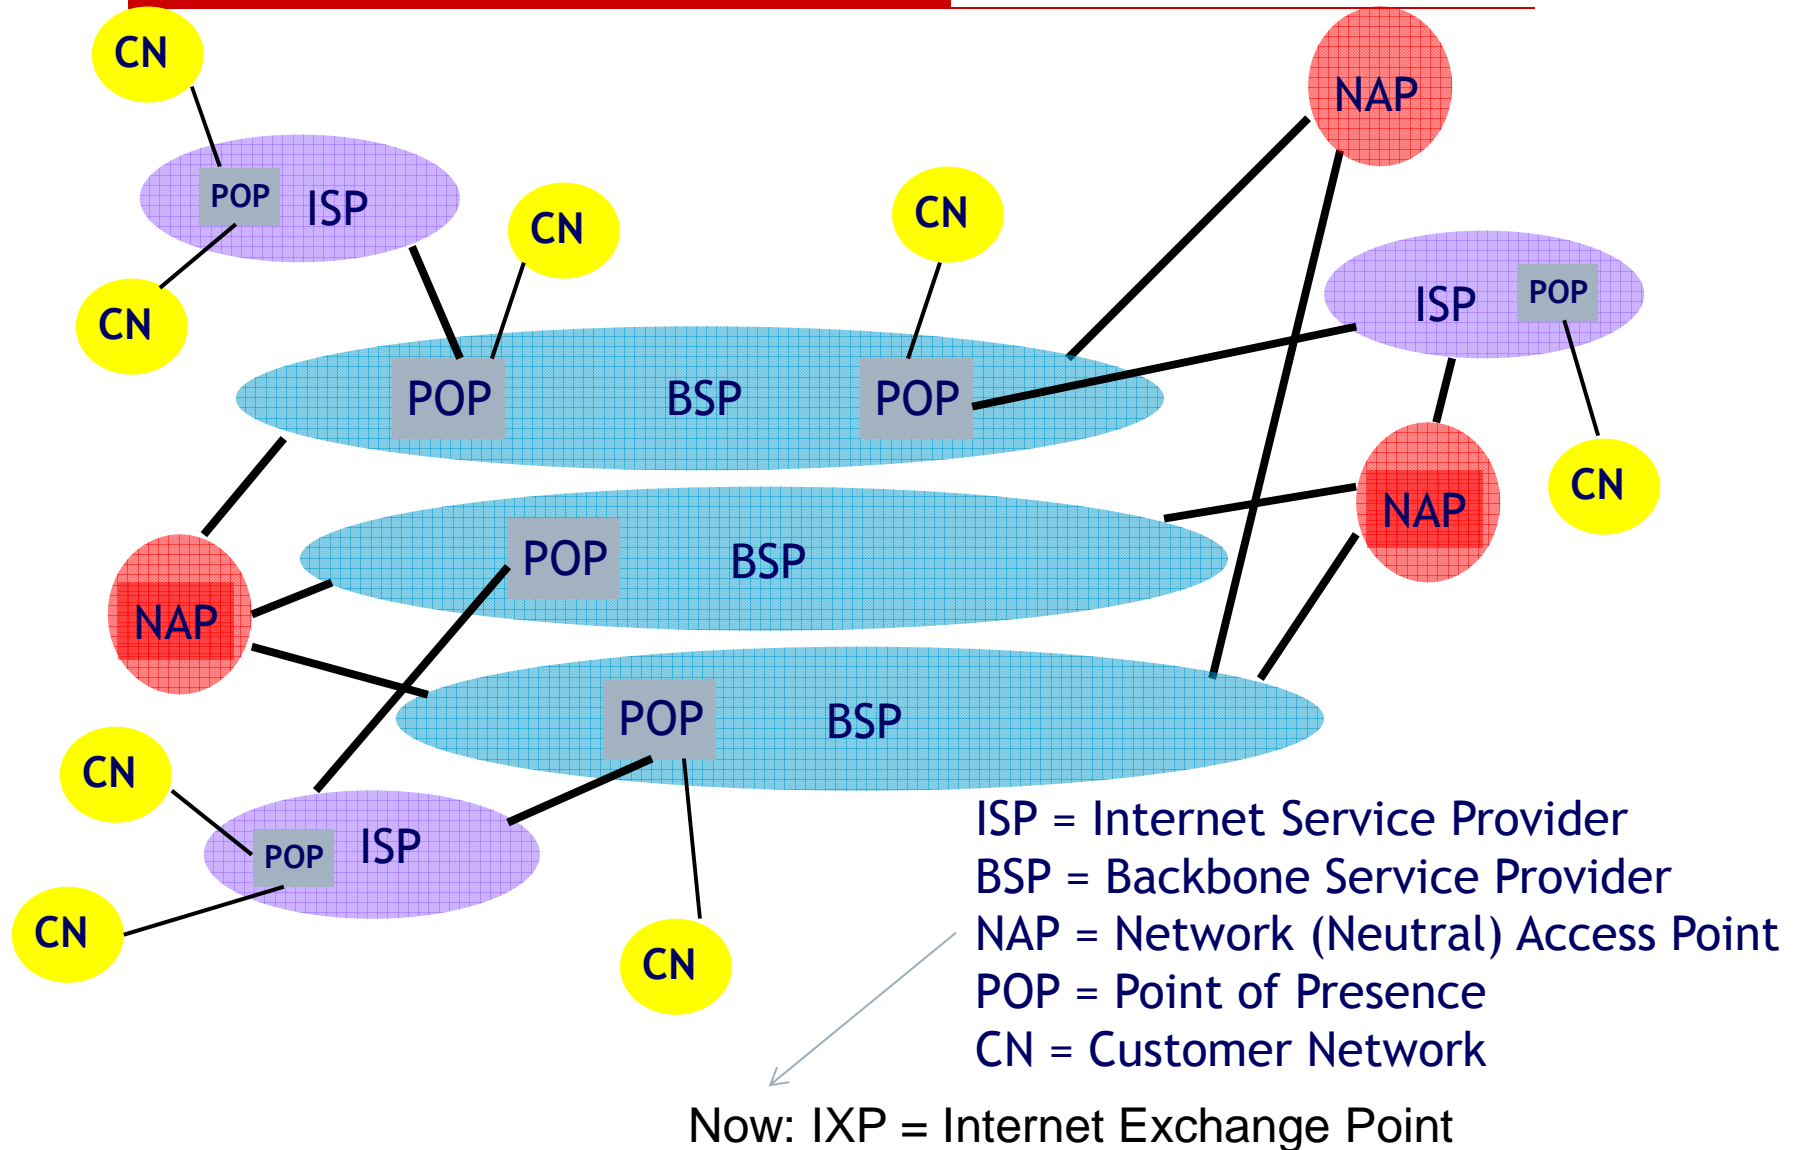 CN
NAP
POP ISP
CN
CN
CN
ISP POP
POP BSP POP
CN
NAP
POP BSP
NAP
POP BSP
CN
POP ISP
CN
CN
ISP = Internet Service Provider
BSP = Backbone Service Provider
NAP = Network (Neutral) Access Point
POP = Point of Presence
CN = Customer Network
Now: IXP = Internet Exchange Point